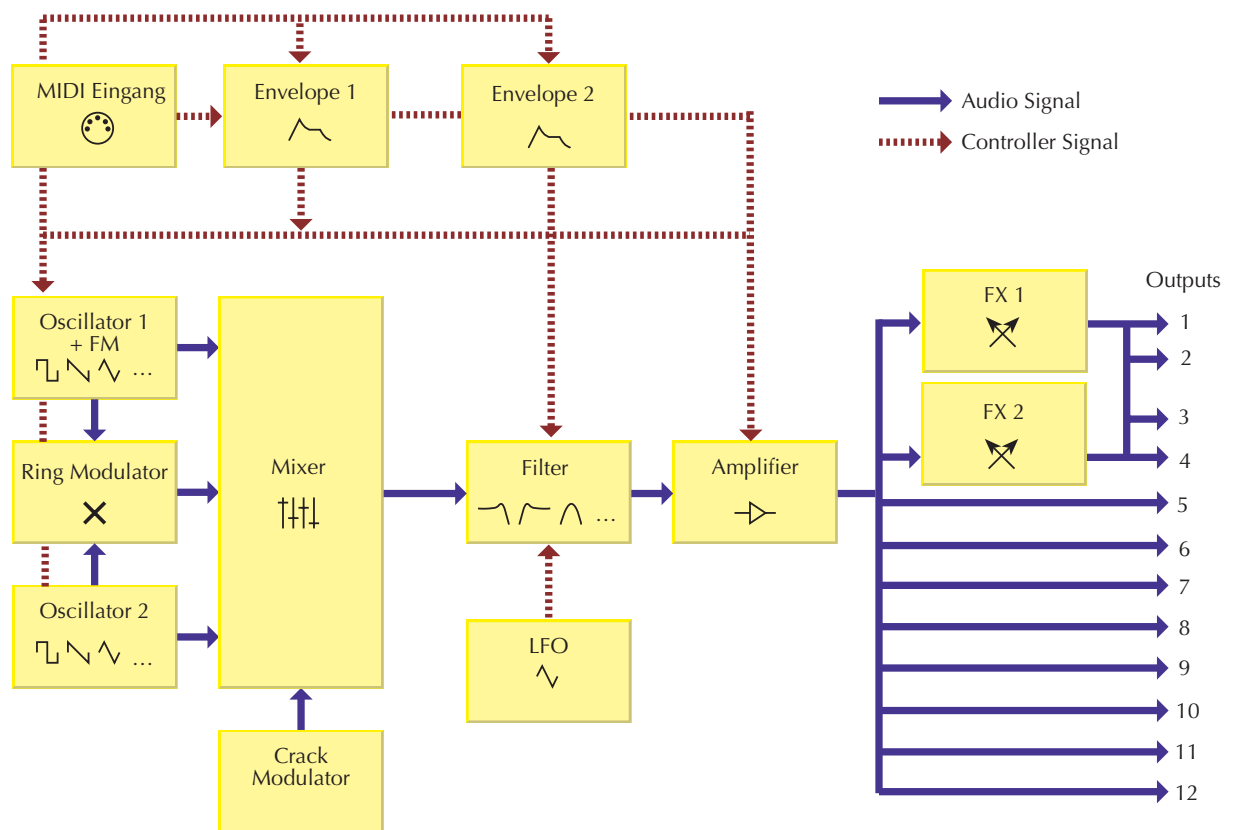 MIDI Eingang
Envelope 1
Envelope 2
Audio Signal
Controller Signal
Oscillator 1
+ FM
...
Ring Modulator
Oscillator 2
...
Mixer
Crack
Modulator
Filter
...
LFO
Amplifier
FX 1
FX 2
Outputs
1
2
3
4
5
6
7
8
9
10
11
12